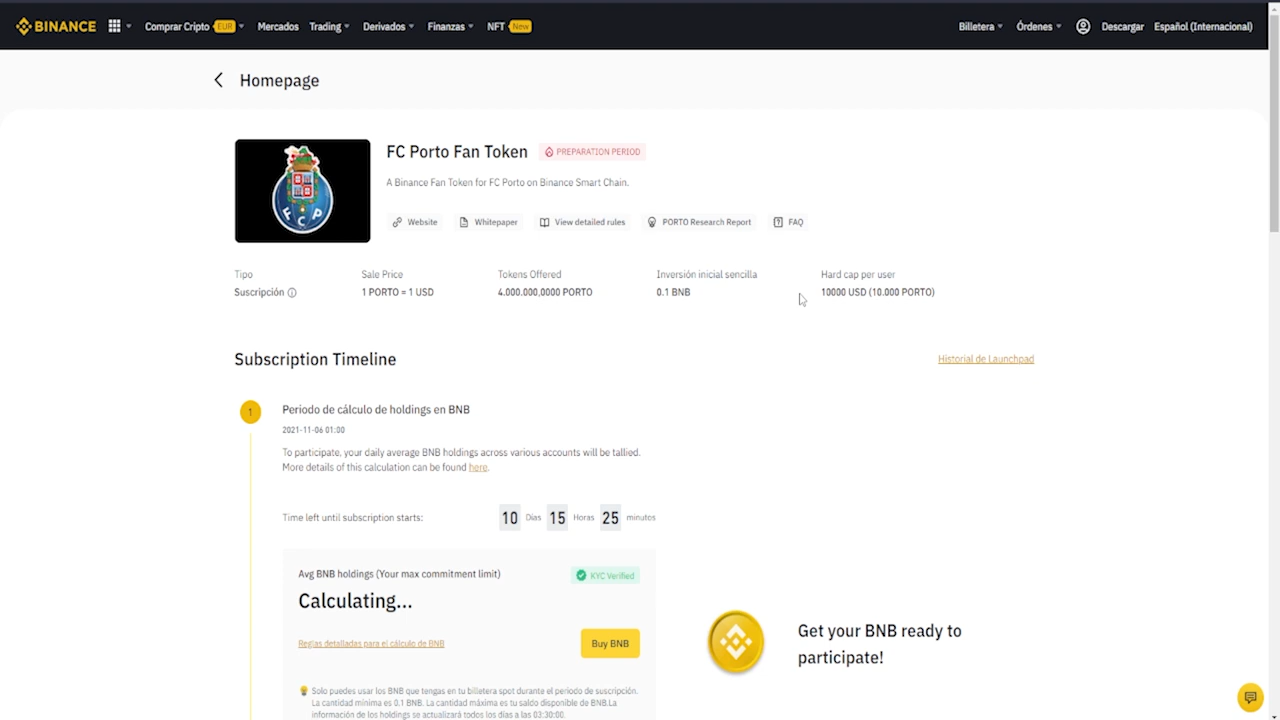 BINANCE Comprar Cripto EUR Mercados Trading Derivados Finanzas NFT New Billetera Órdenes Descargar Español (Internacional)
Homepage
FC Porto Fan Token PREPARATION PERIOD
A Binance Fan Token for FC Porto on Binance Smart Chain.
Website Whitepaper View detailed rules PORTO Research Report FAQ
FCP
Tipo Sale Price Tokens Offered Inversión inicial sencilla Hard cap per user
Suscripción 1 PORTO = 1 USD 4.000.000,0000 PORTO 0.1 BNB 10000 USD (10.000 PORTO)
Subscription Timeline Historial de Launchpad
1 Periodo de cálculo de holdings en BNB
2021-11-06 01:00
To participate, your daily average BNB holdings across various accounts will be tallied.
More details of this calculation can be found here.
Time left until subscription starts: 10 Días 15 Horas 25 minutos
Avg BNB holdings (Your max commitment limit) KYC Verified
Calculating...
Reglas detalladas para el cálculo de BNB Buy BNB
Get your BNB ready to
participate!
Solo puedes usar los BNB que tengas en tu billetera spot durante el periodo de suscripción.
La cantidad mínima es 0.1 BNB. La cantidad máxima es tu saldo disponible de BNB.La
información de los holdings se actualizará todos los días a las 03:30:00.